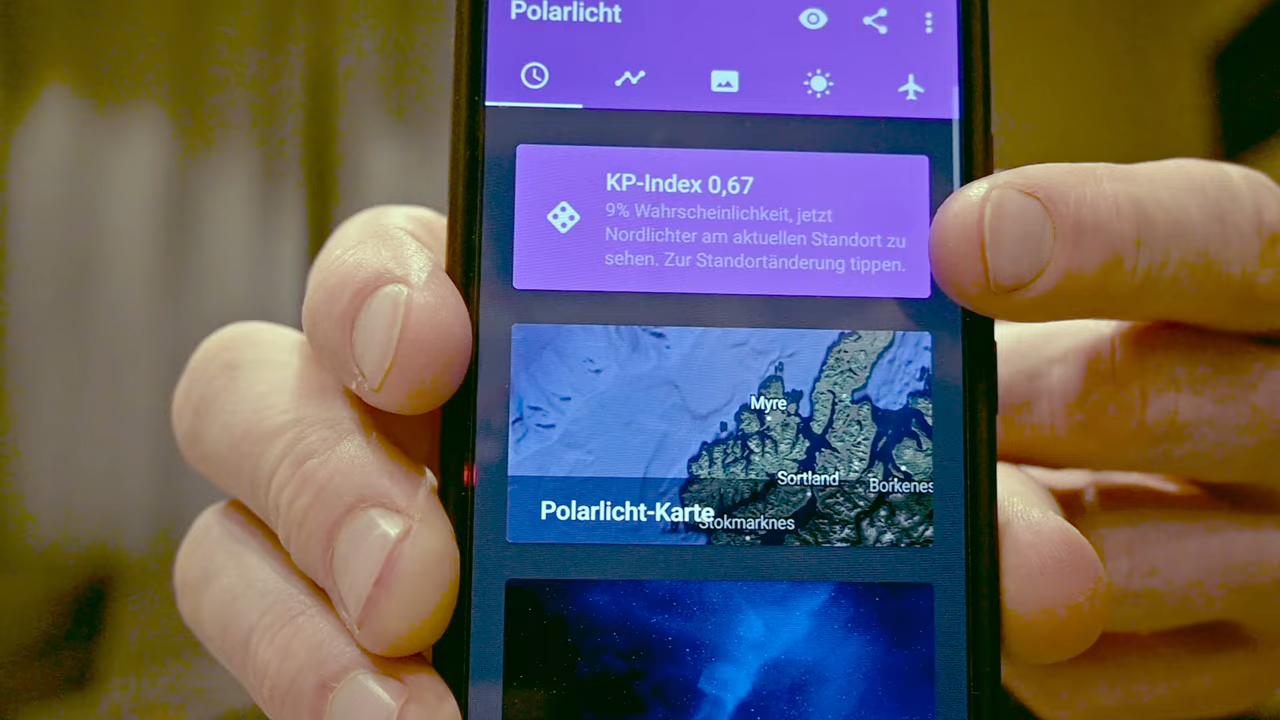 Polarlicht
KP-Index 0,67
9% Wahrscheinlichkeit, jetzt
Nordlichter am aktuellen Standort zu
sehen. Zur Standortänderung tippen.
Myre
Sortland
Borkenes
Polarlicht-Karte
Stokmarknes